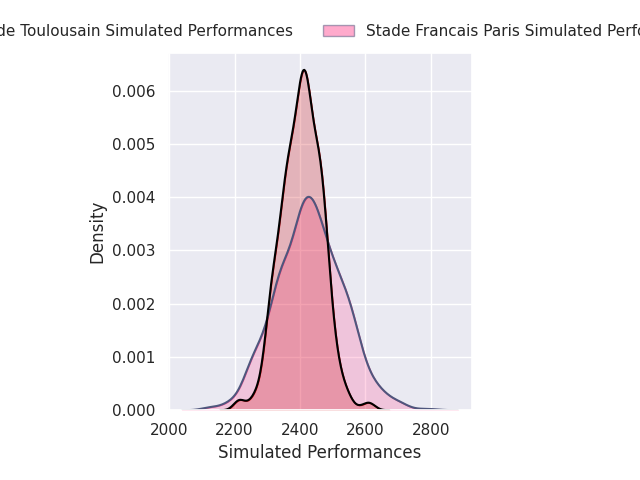 de Toulousain Simulated Performances Stade Francais Paris Simulated Perfo
0.006
0.005
0.004
0.003
0.002
0.001
0.000
Density
2000 2200 2400 2600 2800
Simulated Performances